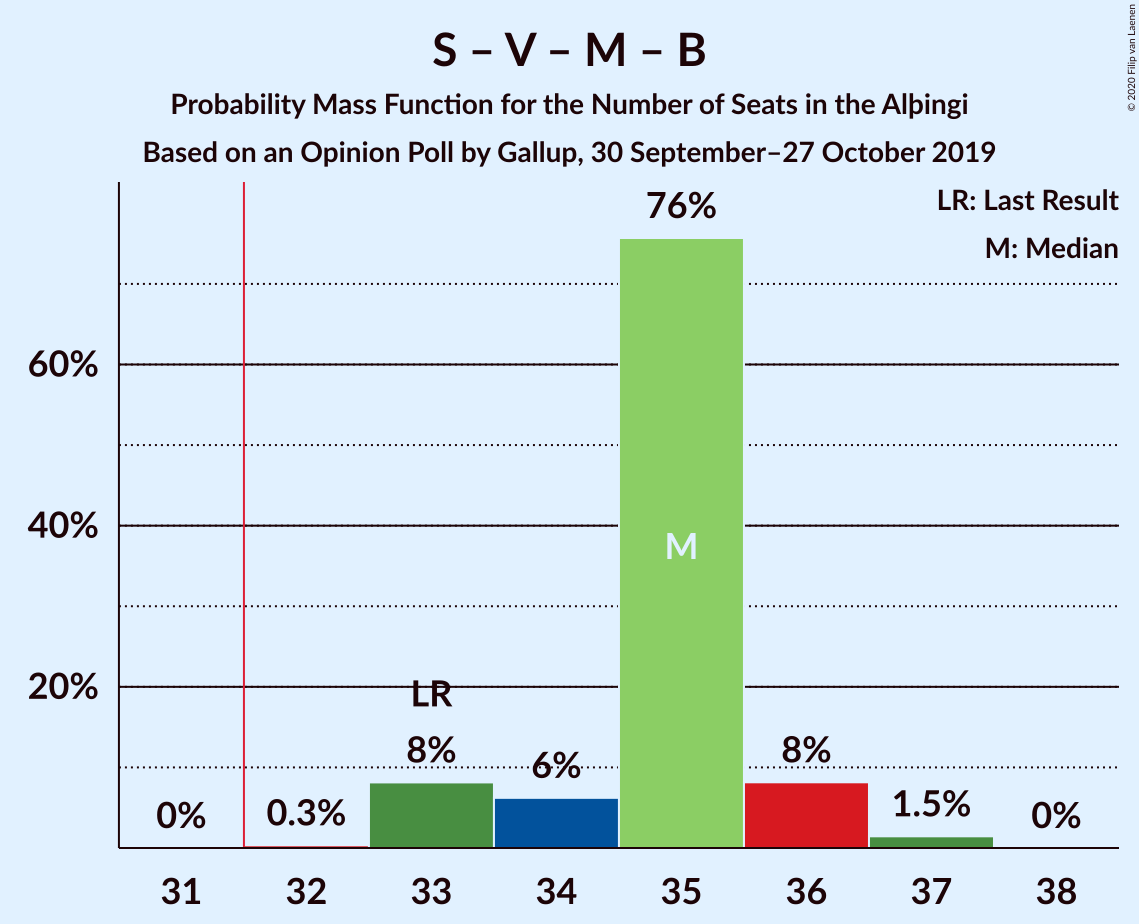 S – V – M – B
Probability Mass Function for the Number of Seats in the Alþingi
Based on an Opinion Poll by Gallup, 30 September–27 October 2019
© 2020 Filip van Laenen
LR: Last Result
M: Median
76%
60%
40%
M
20%
LR
8%
6%
8%
0%
0.3%
1.5%
0%
31
32
33
34
35
36
37
38